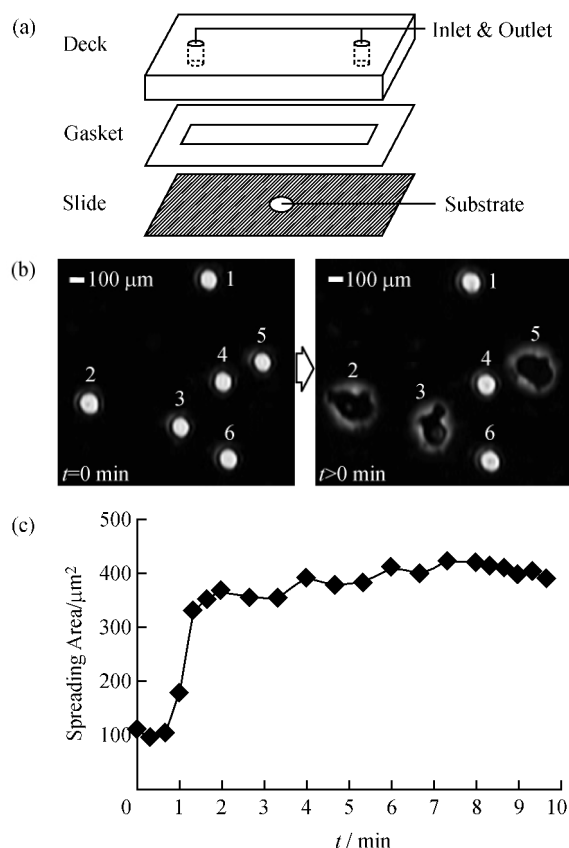 (a)
Deck
Inlet & Outlet
Gasket
Slide
Substrate
(b)
100 μm
1
2
3
4
5
6
t=0 min
100 μm
1
2
3
4
5
6
t>0 min
(c)
Spreading Area/μm²
500
400
300
200
100
0 1 2 3 4 5 6 7 8 9 10
t / min